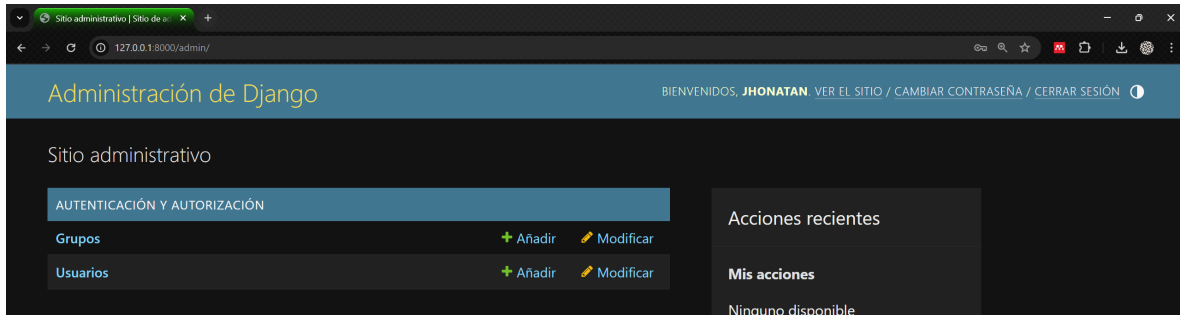 Sitio administrativo | Sitio de ad
127.0.0.1:8000/admin/
Administración de Django
BIENVENIDOS, JHONATAN. VER EL SITIO / CAMBIAR CONTRASEÑA / CERRAR SESIÓN
Sitio administrativo
AUTENTICACIÓN Y AUTORIZACIÓN
Grupos
Añadir
Modificar
Usuarios
Añadir
Modificar
Acciones recientes
Mis acciones
Ninguno disponible